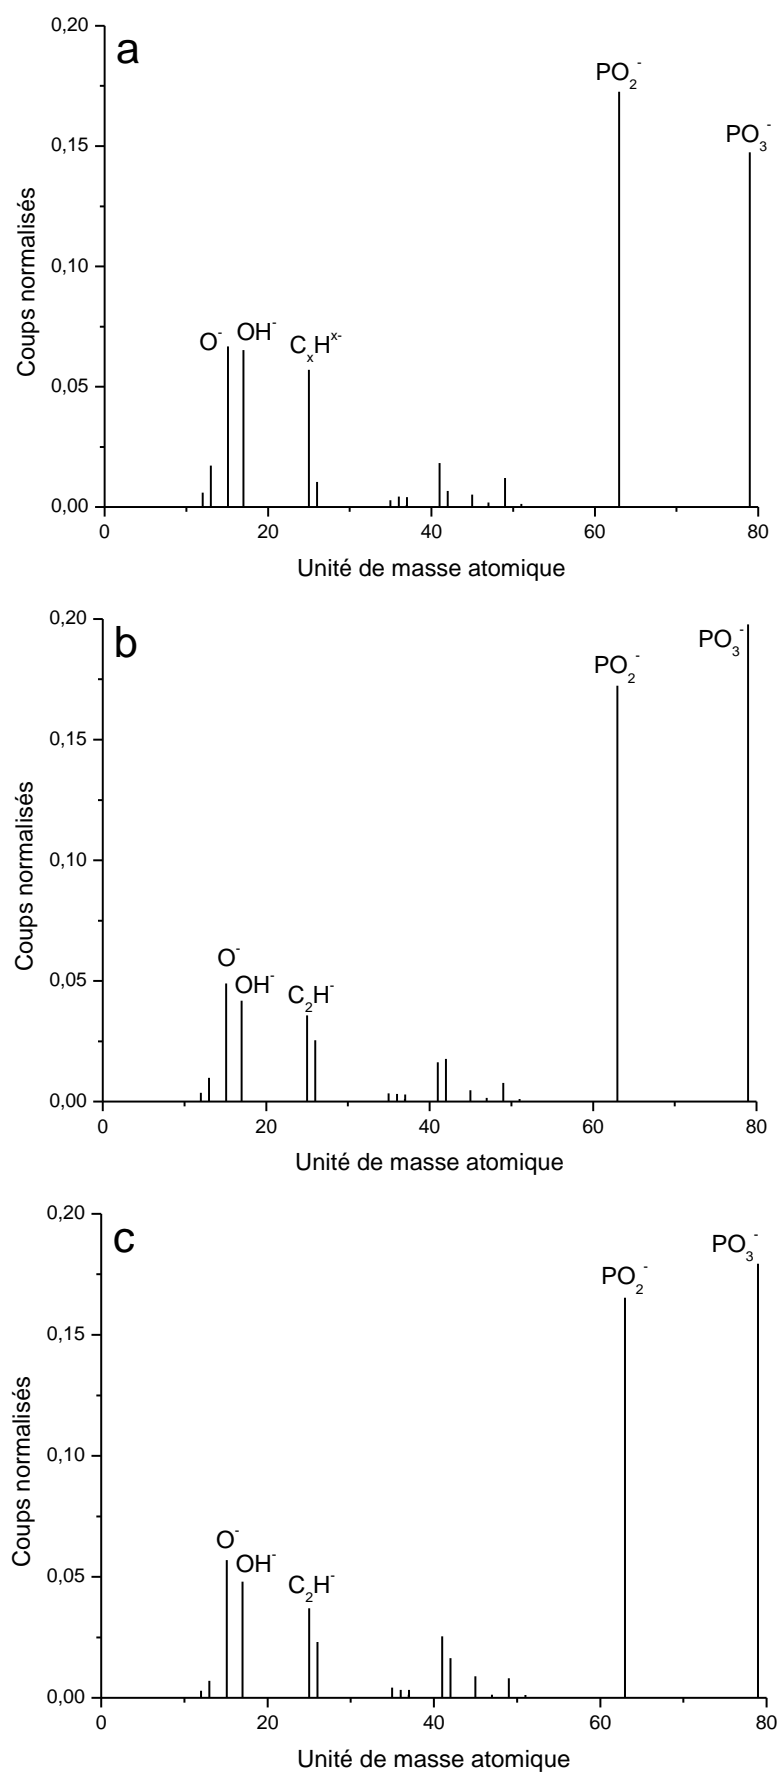 a
0,20
0,15
0,10
0,05
0,00
Coups normalisés
O⁻
OH⁻
CₓHˣ⁻
PO₂⁻
PO₃⁻
0 20 40 60 80
Unité de masse atomique
b
0,20
0,15
0,10
0,05
0,00
Coups normalisés
O⁻
OH⁻
C₂H⁻
PO₂⁻
PO₃⁻
0 20 40 60 80
Unité de masse atomique
c
0,20
0,15
0,10
0,05
0,00
Coups normalisés
O⁻
OH⁻
C₂H⁻
PO₂⁻
PO₃⁻
0 20 40 60 80
Unité de masse atomique